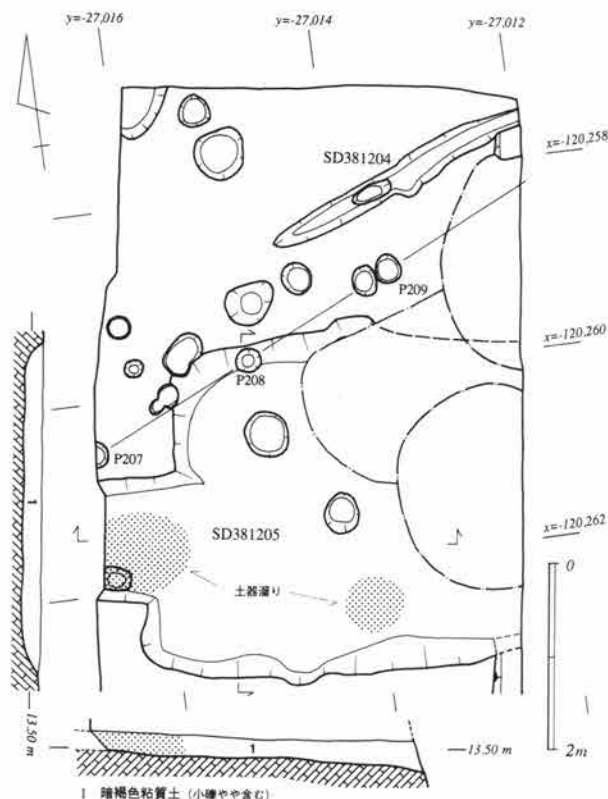 y=-27,016
y=-27,014
y=-27,012
x=-120,258
SD381204
P209
x=-120,260
P208
P207
1
SD381205
x=-120,262
土器溜り
0
2m
13.50 m
1
13.50 m
1 暗褐色粘質土（小礫やや含む）